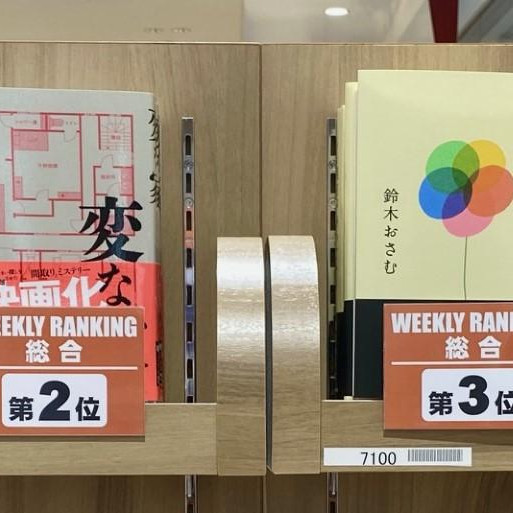 変な
間取り、ミステリー
映画化
WEEKLY RANKING
総合
第2位
鈴木おさむ
WEEKLY RAN
総合
第3位
7100